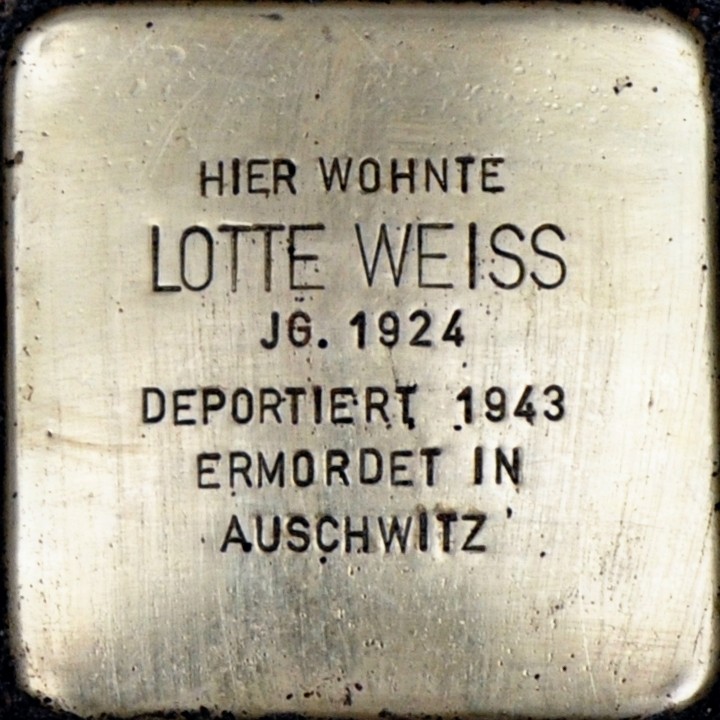 HIER WOHNTE
LOTTE WEISS
JG. 1924
DEPORTIERT 1943
ERMORDET IN
AUSCHWITZ